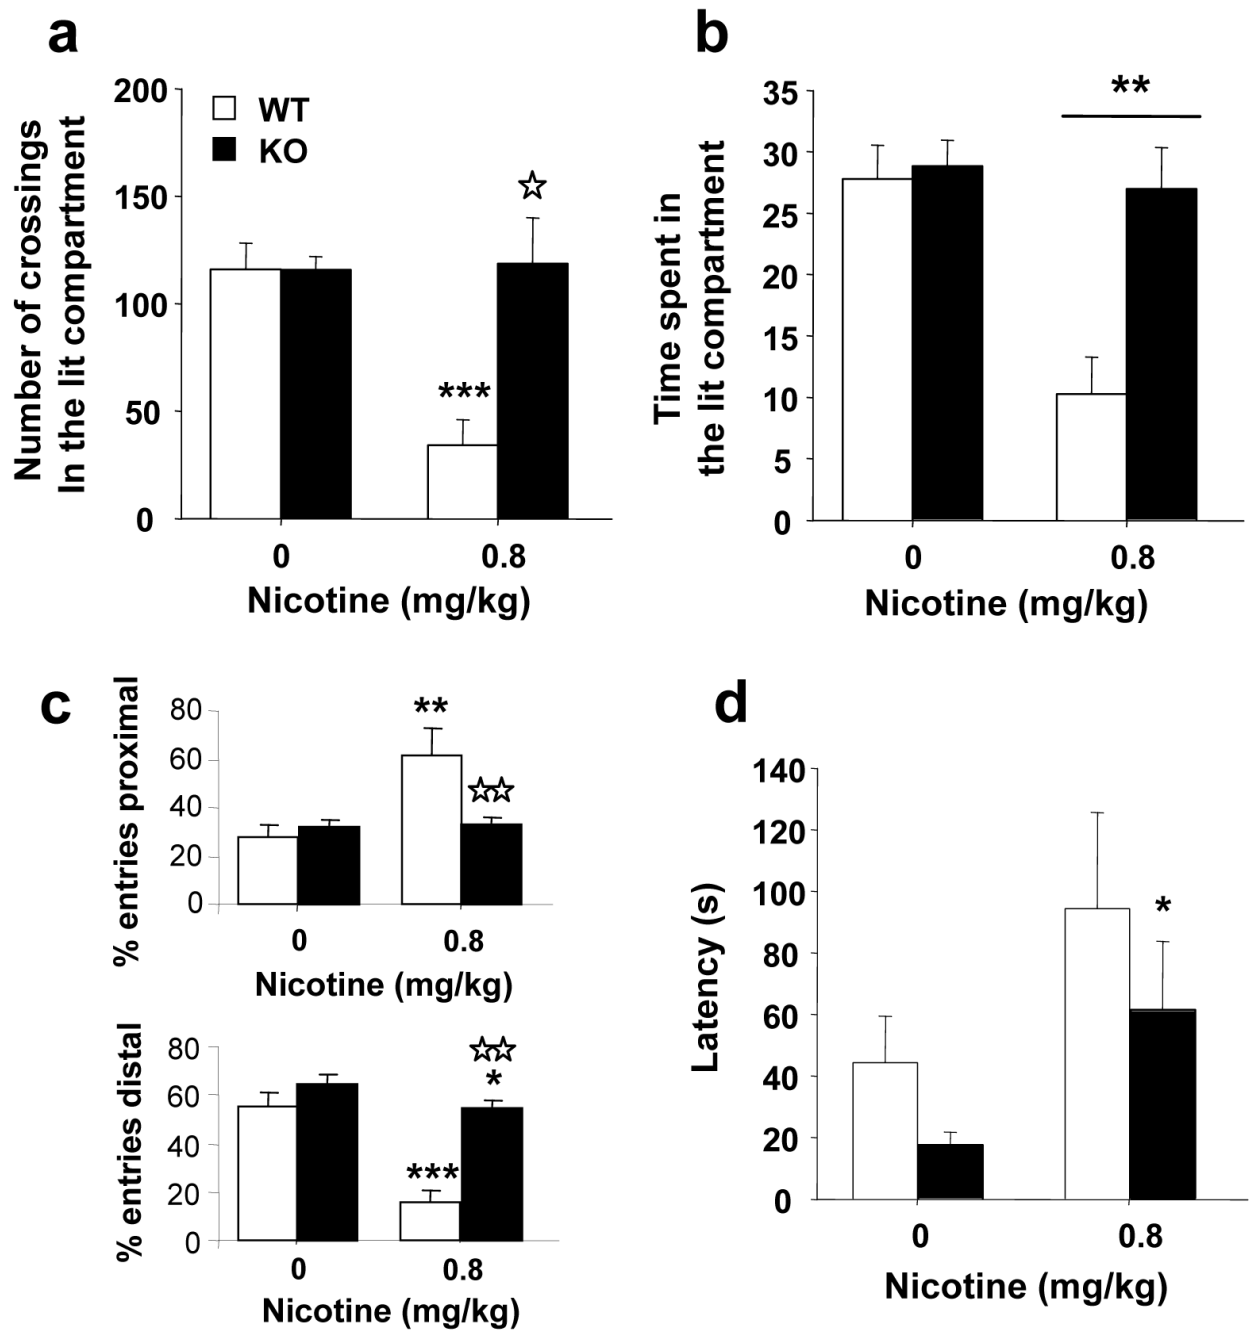 a
200
150
100
50
0
WT
KO
☆
***
Number of crossings
In the lit compartment
0 0.8
Nicotine (mg/kg)
b
35
30
25
20
15
10
5
0
**
Time spent in
the lit compartment
0 0.8
Nicotine (mg/kg)
c
80
60
40
20
0
**
☆☆
% entries proximal
0 0.8
Nicotine (mg/kg)
80
60
40
20
0
☆☆
*
***
% entries distal
0 0.8
Nicotine (mg/kg)
d
140
120
100
80
60
40
20
0
*
Latency (s)
0 0.8
Nicotine (mg/kg)